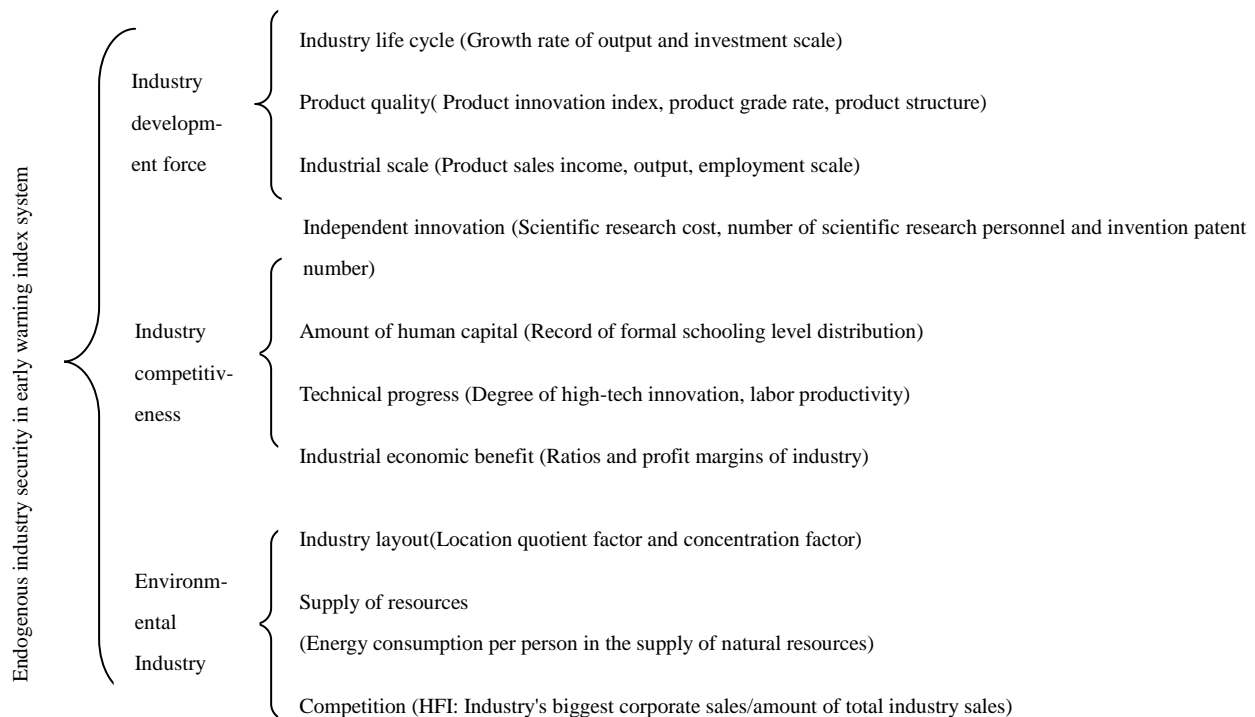 Endogenous industry security in early warning index system
Industry
developm-
ent force
Industry life cycle (Growth rate of output and investment scale)
Product quality( Product innovation index, product grade rate, product structure)
Industrial scale (Product sales income, output, employment scale)
Industry
competitiv-
eness
Independent innovation (Scientific research cost, number of scientific research personnel and invention patent
number)
Amount of human capital (Record of formal schooling level distribution)
Technical progress (Degree of high-tech innovation, labor productivity)
Industrial economic benefit (Ratios and profit margins of industry)
Environm-
ental
Industry
Industry layout(Location quotient factor and concentration factor)
Supply of resources
(Energy consumption per person in the supply of natural resources)
Competition (HFI: Industry's biggest corporate sales/amount of total industry sales)